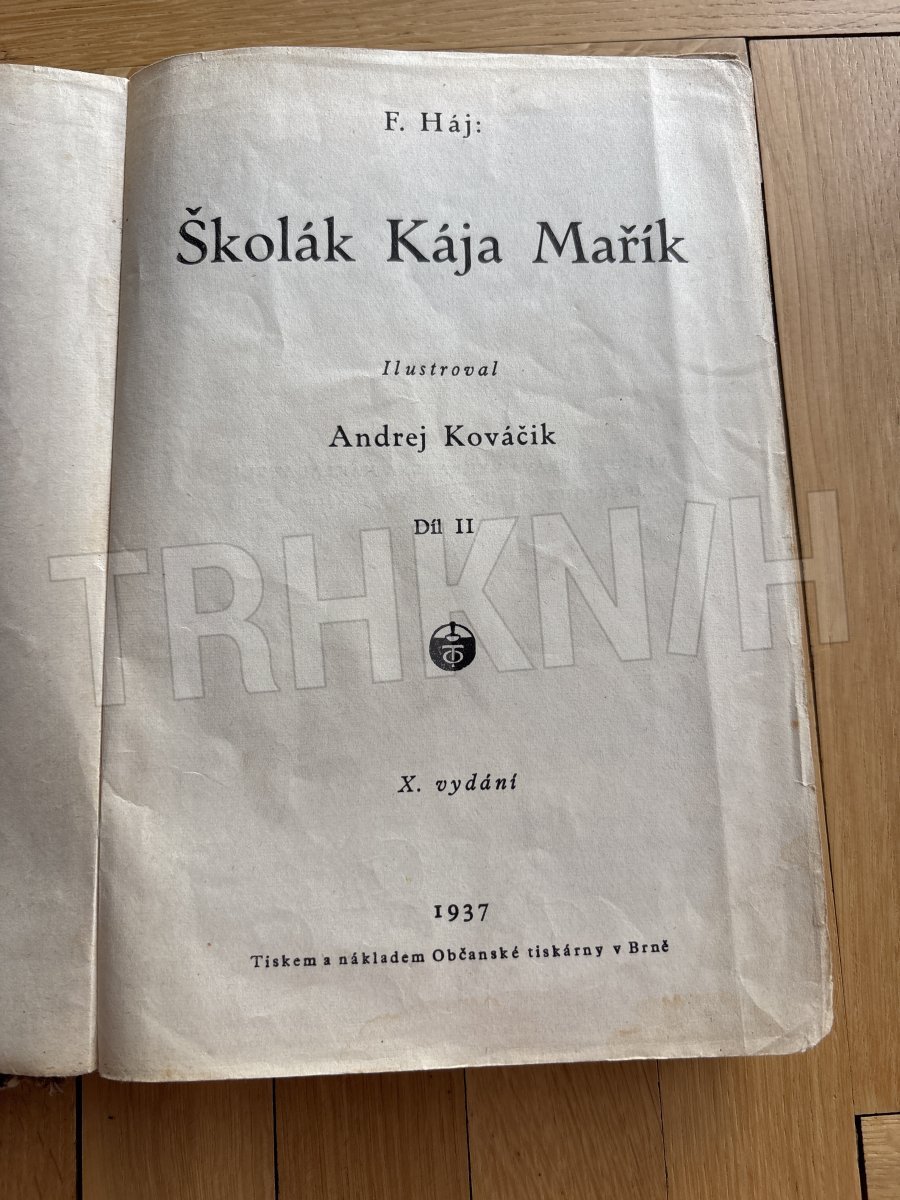 F. Háj:
Školák Kája Mařík
Ilustroval
Andrej Kováčik
Díl II
TRHKNIH
X. vydání
1937
Tiskem a nákladem Občanské tiskárny v Brně